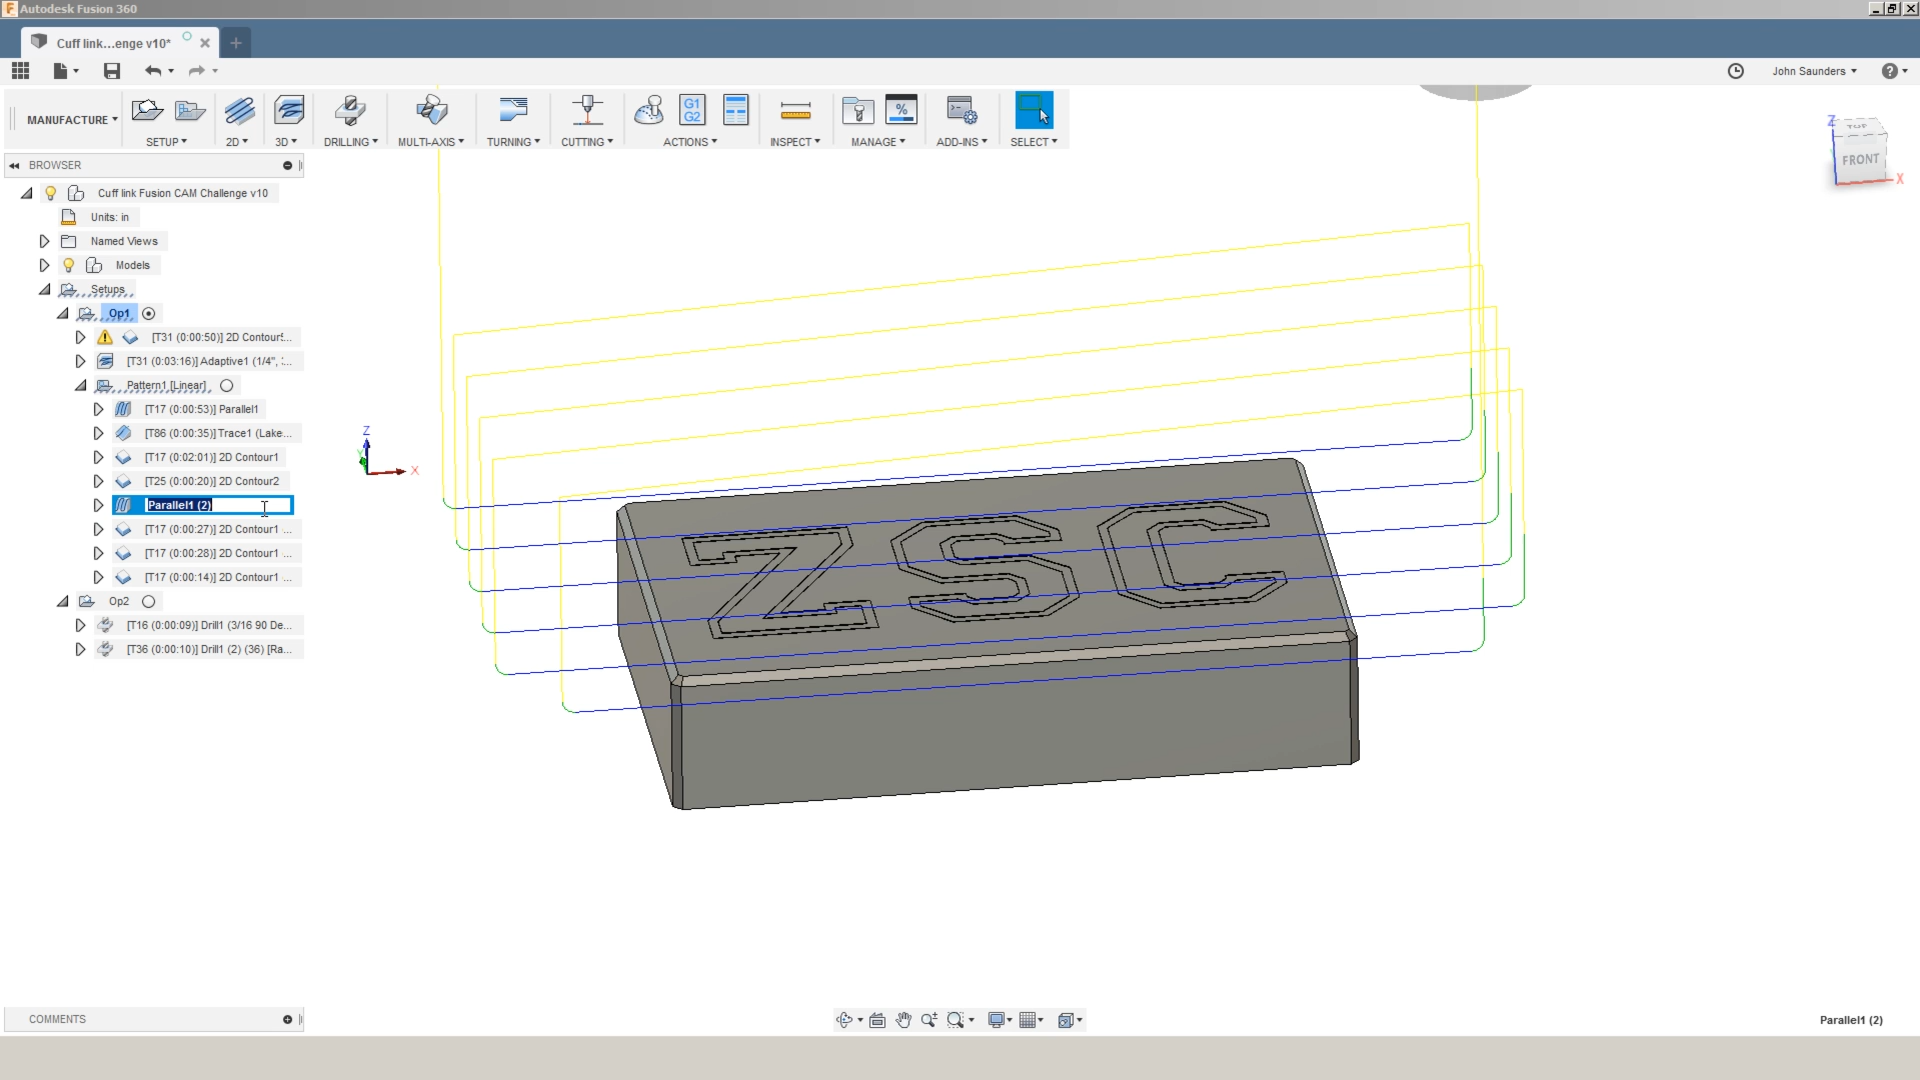 Autodesk Fusion 360
Cuff link...enge v10*
John Saunders
MANUFACTURE
G1
G2
%
SETUP
2D
3D
DRILLING
MULTI-AXIS
TURNING
CUTTING
ACTIONS
INSPECT
MANAGE
ADD-INS
SELECT
Z
TOP
FRONT
X
BROWSER
Cuff link Fusion CAM Challenge v10
Units: in
Named Views
Models
Setups
Op1
[T31 (0:00:50)] 2D Contour...
[T31 (0:03:16)] Adaptive1 (1/4", ...
Pattern1 [Linear]
[T17 (0:00:53)] Parallel1
[T86 (0:00:35)] Trace1 (Lake...
[T17 (0:02:01)] 2D Contour1
[T25 (0:00:20)] 2D Contour2
Parallel1 (2)
[T17 (0:00:27)] 2D Contour1 ...
[T17 (0:00:28)] 2D Contour1 ...
[T17 (0:00:14)] 2D Contour1 ...
Op2
[T16 (0:00:09)] Drill1 (3/16 90 De...
[T36 (0:00:10)] Drill1 (2) (36) [Ra...
Z
Y
X
ZSC
COMMENTS
Parallel1 (2)